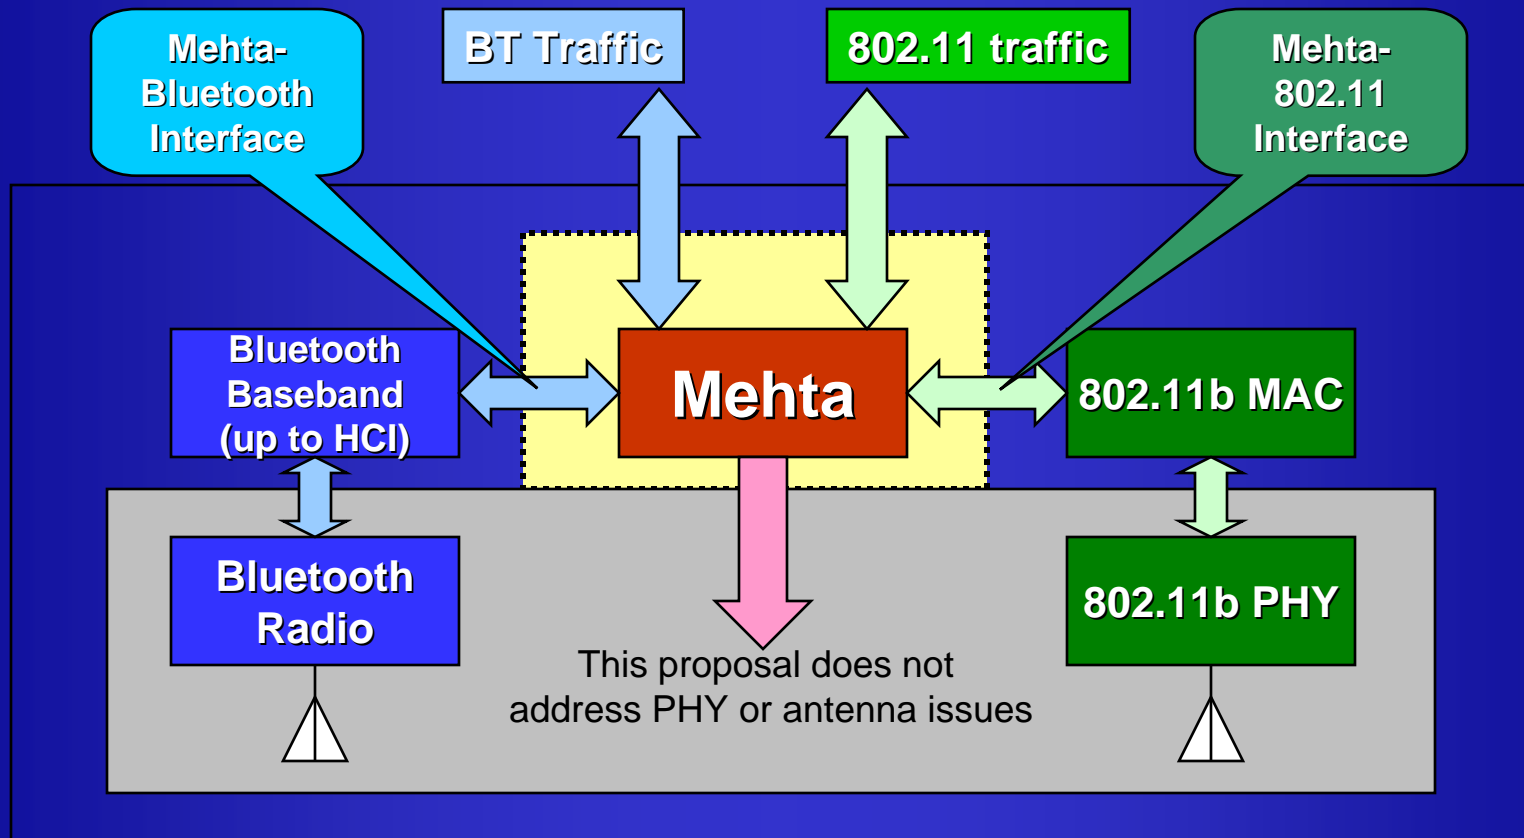 Mehta-
Bluetooth
Interface
BT Traffic
802.11 traffic
Mehta-
802.11
Interface
Bluetooth
Baseband
(up to HCI)
Mehta
802.11b MAC
Bluetooth
Radio
802.11b PHY
This proposal does not
address PHY or antenna issues